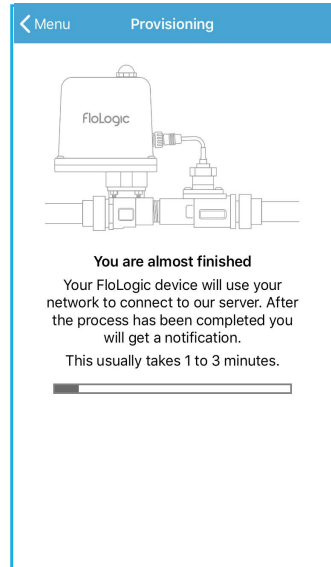 Menu
Provisioning
FloLogic
You are almost finished
Your FloLogic device will use your
network to connect to our server. After
the process has been completed you
will get a notification.
This usually takes 1 to 3 minutes.